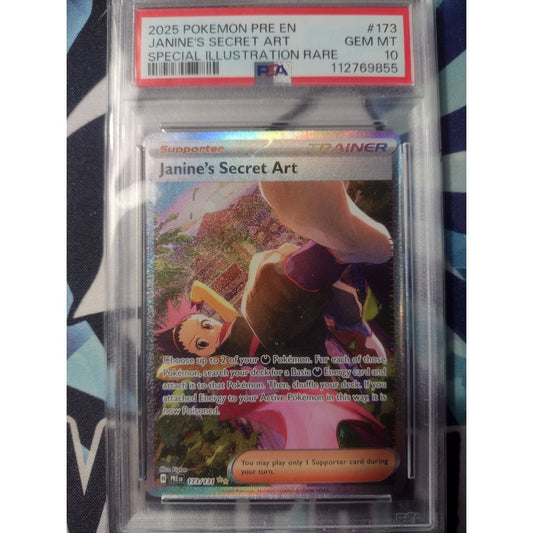 2025 POKEMON PRE EN #173
JANINE'S SECRET ART GEM MT
SPECIAL ILLUSTRATION RARE 10
PSA 112769855
Supporter TRAINER
Janine's Secret Art
Choose up to 2 of your Pokémon. For each of those
Pokémon, search your deck for a Basic Energy card and
attach it to that Pokémon. Then, shuffle your deck. If you
attached Energy to your Active Pokémon in this way, it is
now Poisoned.
You may play only 1 Supporter card during
your turn.
Illus.
H PRE EN 173/131